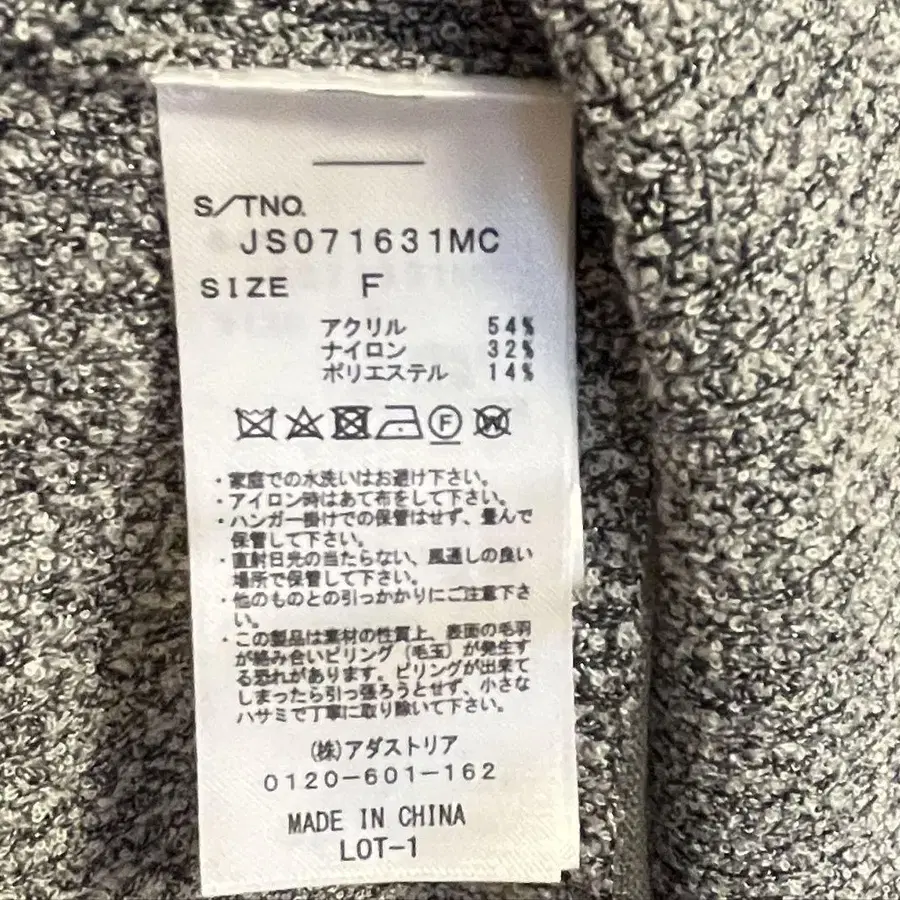 S/TNO.
JS071631MC
SIZE F
アクリル 54%
ナイロン 32%
ポリエステル 14%
F W
・家庭での水洗いはお避け下さい。
・アイロン時はあて布をして下さい。
・ハンガー掛けでの保管はせず、畳んで
保管して下さい。
・直射日光の当たらない、風通しの良い
場所で保管して下さい。
・他のものとの引っかかりにご注意下さ
い。
・この製品は素材の性質上、表面の毛羽
が絡み合いピリング(毛玉)が発生す
る恐れがあります。ピリングが出来て
しまったら引っ張ろうとせず、小さな
ハサミで丁寧に取り除いて下さい。
(株)アダストリア
0120-601-162
MADE IN CHINA
LOT-1